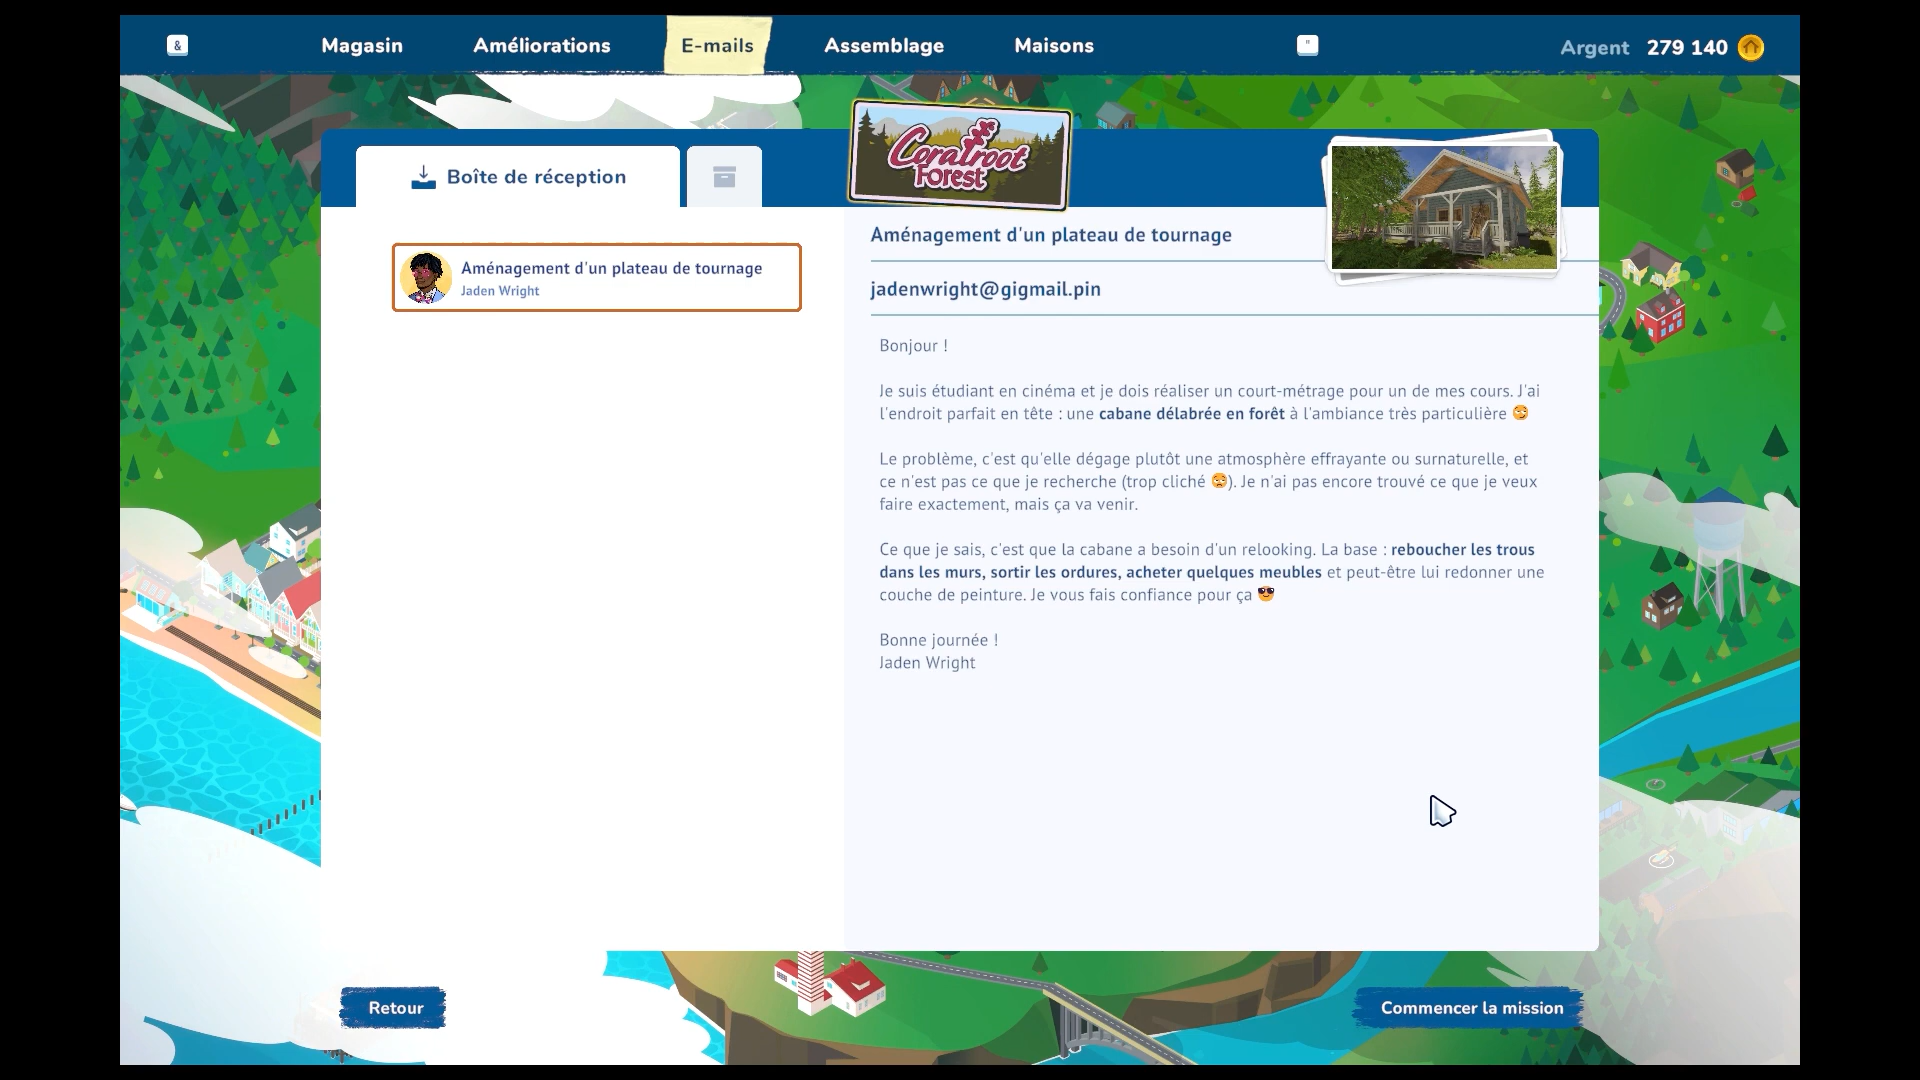 &
Magasin
Améliorations
E-mails
Assemblage
Maisons
"
Argent 279 140
Boîte de réception
Coralroot
Forest
Aménagement d'un plateau de tournage
Jaden Wright
Aménagement d'un plateau de tournage
jadenwright@gigmail.pin
Bonjour !
Je suis étudiant en cinéma et je dois réaliser un court-métrage pour un de mes cours. J'ai
l'endroit parfait en tête : une cabane délabrée en forêt à l'ambiance très particulière 😏
Le problème, c'est qu'elle dégage plutôt une atmosphère effrayante ou surnaturelle, et
ce n'est pas ce que je recherche (trop cliché 😩). Je n'ai pas encore trouvé ce que je veux
faire exactement, mais ça va venir.
Ce que je sais, c'est que la cabane a besoin d'un relooking. La base : reboucher les trous
dans les murs, sortir les ordures, acheter quelques meubles et peut-être lui redonner une
couche de peinture. Je vous fais confiance pour ça 😎
Bonne journée !
Jaden Wright
Retour
Commencer la mission